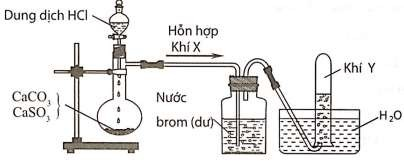 Dung dịch HCl
Hỗn hợp
Khí X
Khí Y
CaCO₃
CaSO₃
Nước
brom (dư)
H₂O